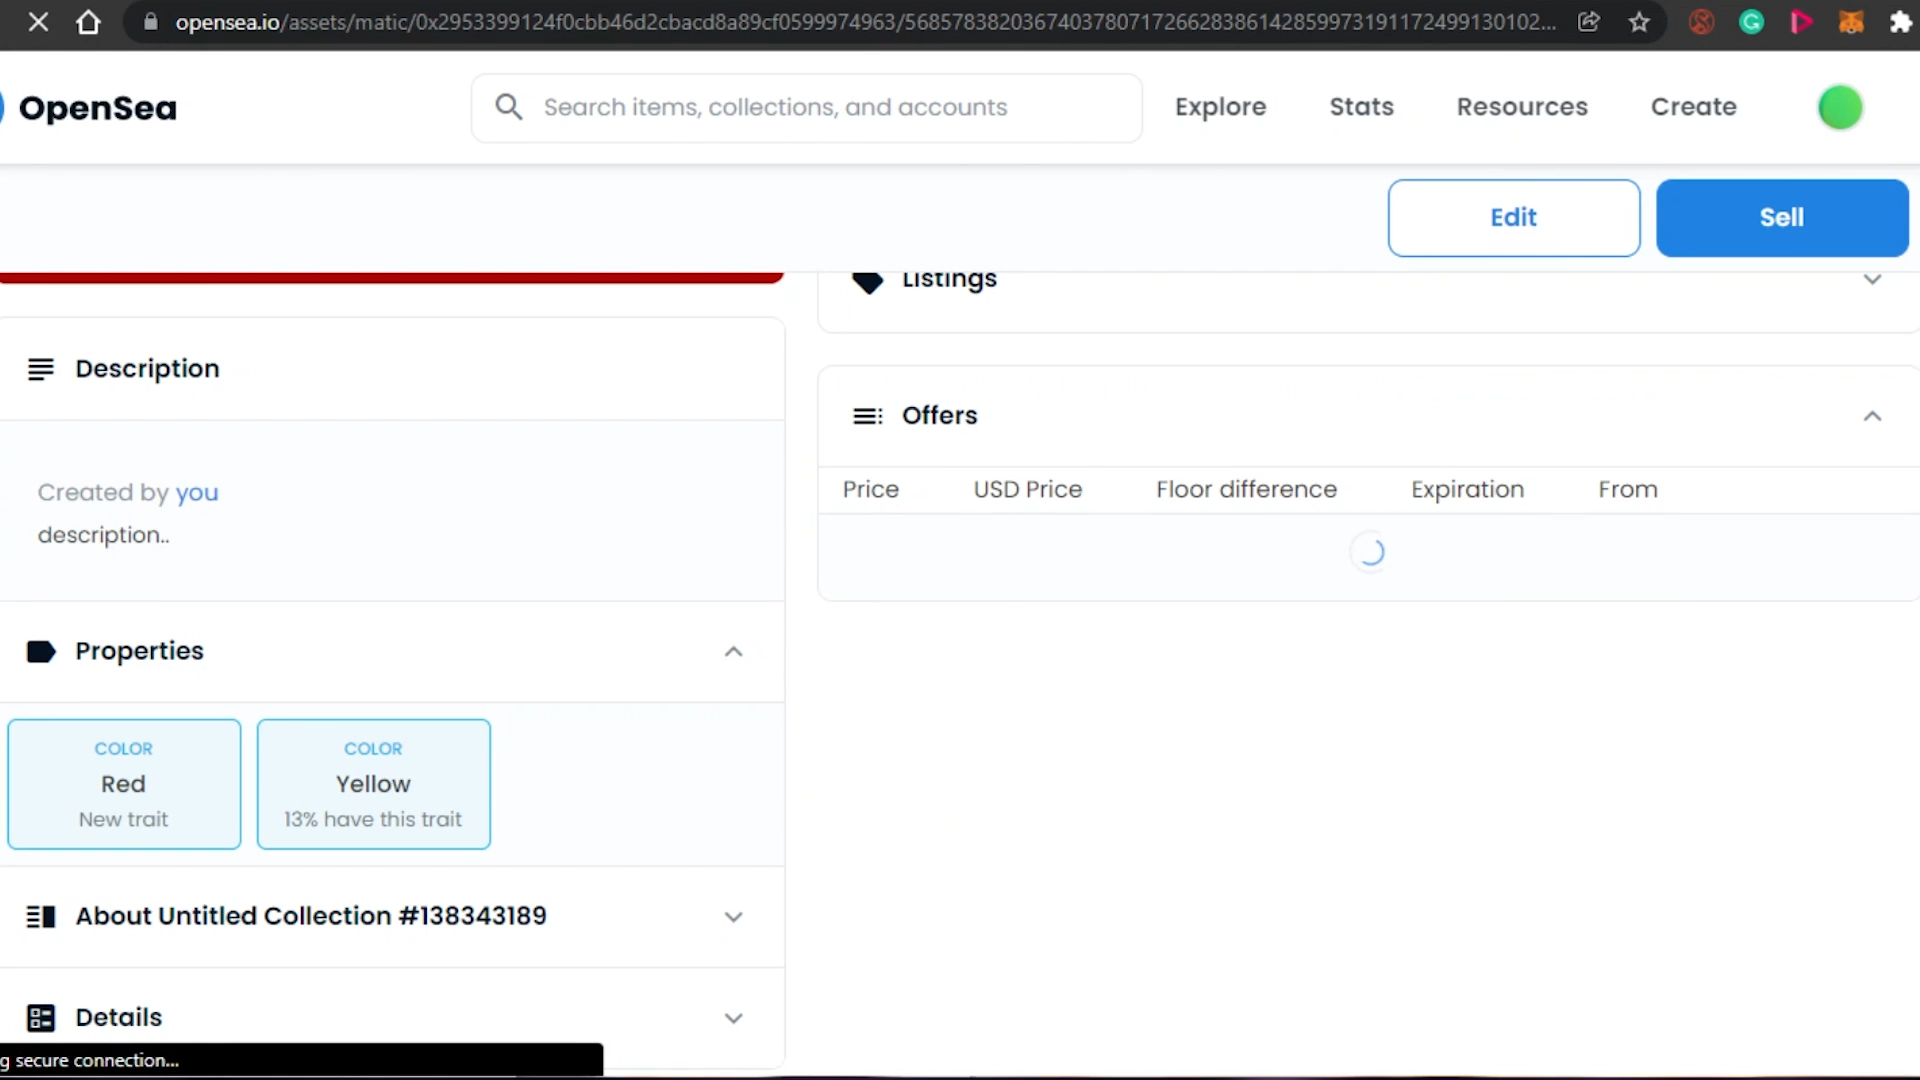 opensea.io/assets/matic/0x2953399124f0cbb46d2cbacd8a89cf0599974963/56857838203674037807172662838614285997319117249913010​2...
OpenSea
Search items, collections, and accounts
Explore
Stats
Resources
Create
Edit
Sell
Listings
Description
Offers
Price
USD Price
Floor difference
Expiration
From
Created by you
description..
Properties
COLOR
Red
New trait
COLOR
Yellow
13% have this trait
About Untitled Collection #138343189
Details
g secure connection...